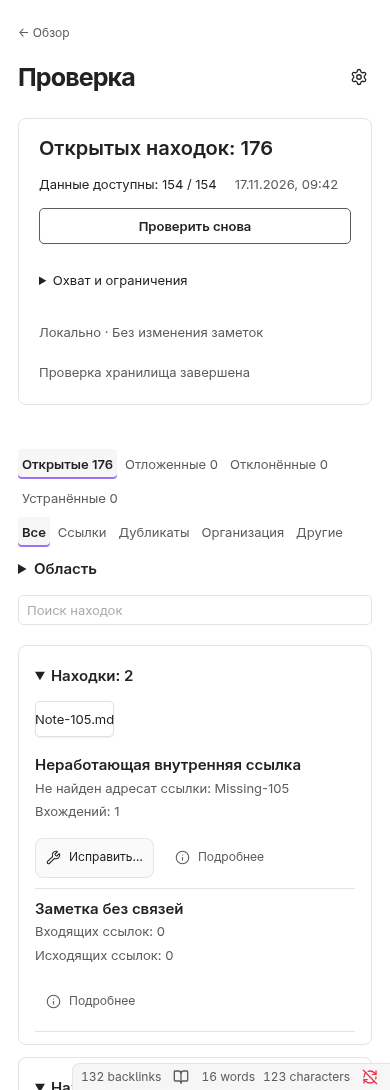 ← Обзор
Проверка
Открытых находок: 176
Данные доступны: 154 / 154 17.11.2026, 09:42
Проверить снова
Охват и ограничения
Локально · Без изменения заметок
Проверка хранилища завершена
Открытые 176 Отложенные 0 Отклонённые 0
Устранённые 0
Все Ссылки Дубликаты Организация Другие
Область
Поиск находок
Находки: 2
Note-105.md
Неработающая внутренняя ссылка
Не найден адресат ссылки: Missing-105
Вхождений: 1
Исправить... Подробнее
Заметка без связей
Входящих ссылок: 0
Исходящих ссылок: 0
Подробнее
132 backlinks 16 words 123 characters